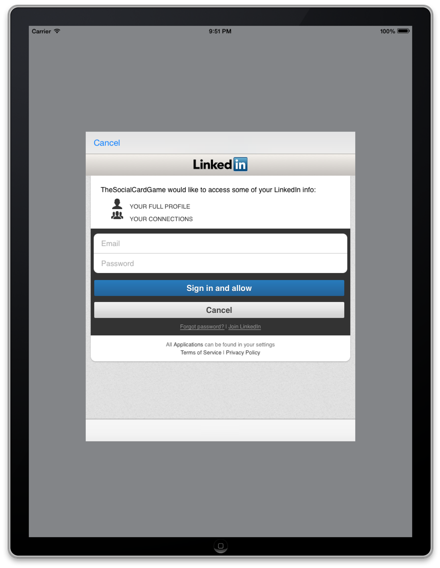 Carrier 9:51 PM 100%
Cancel
Linked in
TheSocialCardGame would like to access some of your LinkedIn info:
YOUR FULL PROFILE
YOUR CONNECTIONS
Email
Password
Sign in and allow
Cancel
Forgot password? | Join LinkedIn
All Applications can be found in your settings
Terms of Service | Privacy Policy